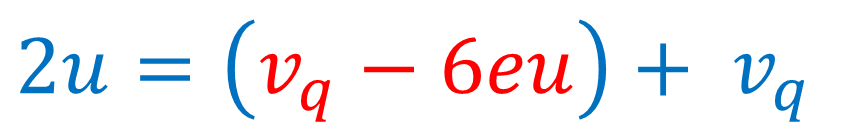 2u = (v_q − 6eu) + v_q